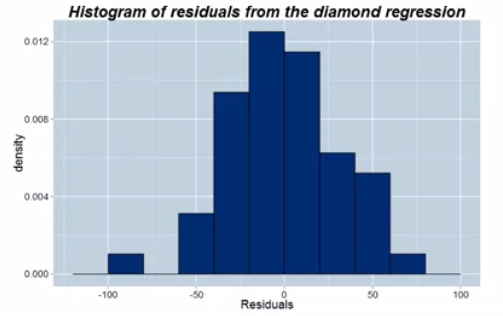 Histogram of residuals from the diamond regression
0.012
0.008
density
0.004
0.000
-100 -50 0 50 100
Residuals